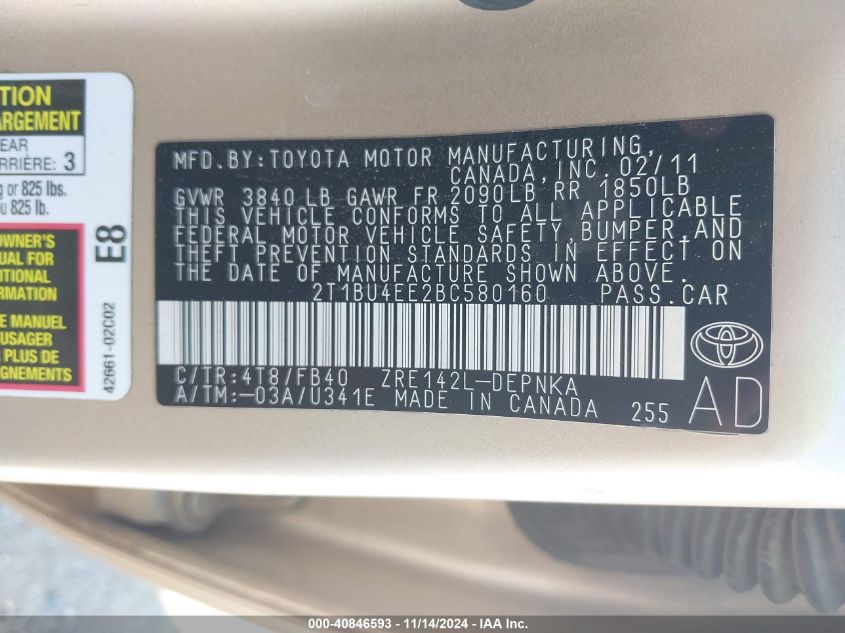 TION
ARGEMENT
EAR
ARRIÈRE: 3
g or 825 lbs.
u 825 lb.
OWNER'S
UAL FOR
ITIONAL
RMATION
E MANUEL
USAGER
PLUS DE
GNEMENTS
E8
42661-02C02
MFD.BY:TOYOTA MOTOR MANUFACTURING,
CANADA, INC. 02/11
GVWR 3840 LB GAWR FR 2090LB RR 1850LB
THIS VEHICLE CONFORMS TO ALL APPLICABLE
FEDERAL MOTOR VEHICLE SAFETY,BUMPER,AND
THEFT PREVENTION STANDARDS IN EFFECT ON
THE DATE OF MANUFACTURE SHOWN ABOVE.
2T1BU4EE2BC580160 PASS.CAR
C/TR:4T8/FB40 ZRE142L-DEPNKA
A/TM:-03A/U341E MADE IN CANADA 255
AD
000-40846593 - 11/14/2024 - IAA Inc.